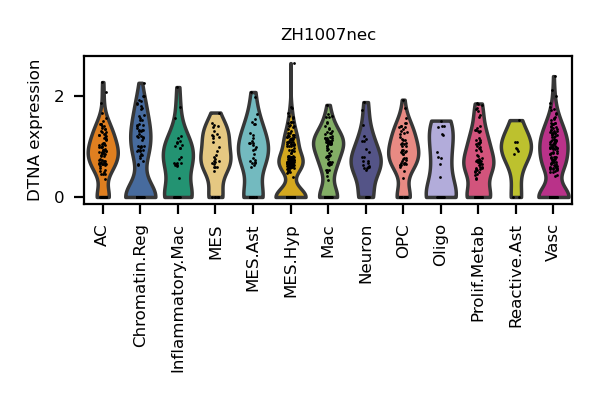 ZH1007nec
DTNA expression
2
0
AC
Chromatin.Reg
Inflammatory.Mac
MES
MES.Ast
MES.Hyp
Mac
Neuron
OPC
Oligo
Prolif.Metab
Reactive.Ast
Vasc